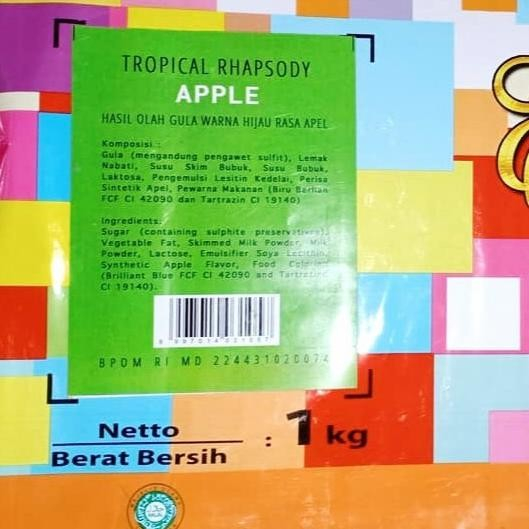 TROPICAL RHAPSODY
APPLE
HASIL OLAH GULA WARNA HIJAU RASA APEL
Komposisi :
Gula (mengandung pengawet sulfit), Lemak
Nabati, Susu Skim Bubuk, Susu Bubuk,
Laktosa, Pengemulsi Lesitin Kedelai, Perisa
Sintetik Apel, Pewarna Makanan (Biru Berlian
FCF CI 42090 dan Tartrazin CI 19140)
Ingredients:
Sugar (containing sulphite preservatives),
Vegetable Fat, Skimmed Milk Powder, Milk
Powder, Lactose, Emulsifier Soya Lecithin,
Synthetic Apple Flavor, Food Coloring
(Brilliant Blue FCF CI 42090 and Tartrazine
CI 19140).
BPOM RI MD 224431020074
Netto
Berat Bersih : 1 kg